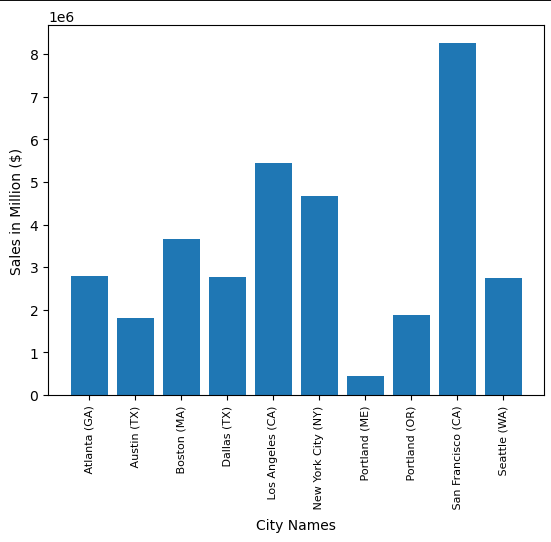 1e6
8
7
6
5
4
3
2
1
0
Sales in Million ($)
Atlanta (GA)
Austin (TX)
Boston (MA)
Dallas (TX)
Los Angeles (CA)
New York City (NY)
Portland (ME)
Portland (OR)
San Francisco (CA)
Seattle (WA)
City Names